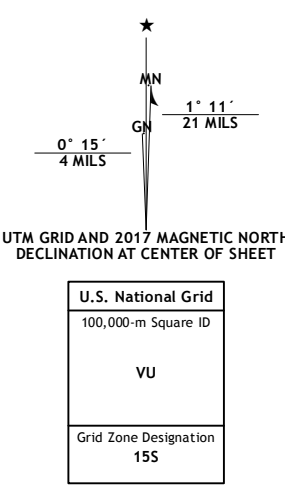 MN
1° 11´
21 MILS
GN
0° 15´
4 MILS
UTM GRID AND 2017 MAGNETIC NORTH
DECLINATION AT CENTER OF SHEET
U.S. National Grid
100,000-m Square ID
VU
Grid Zone Designation
15S